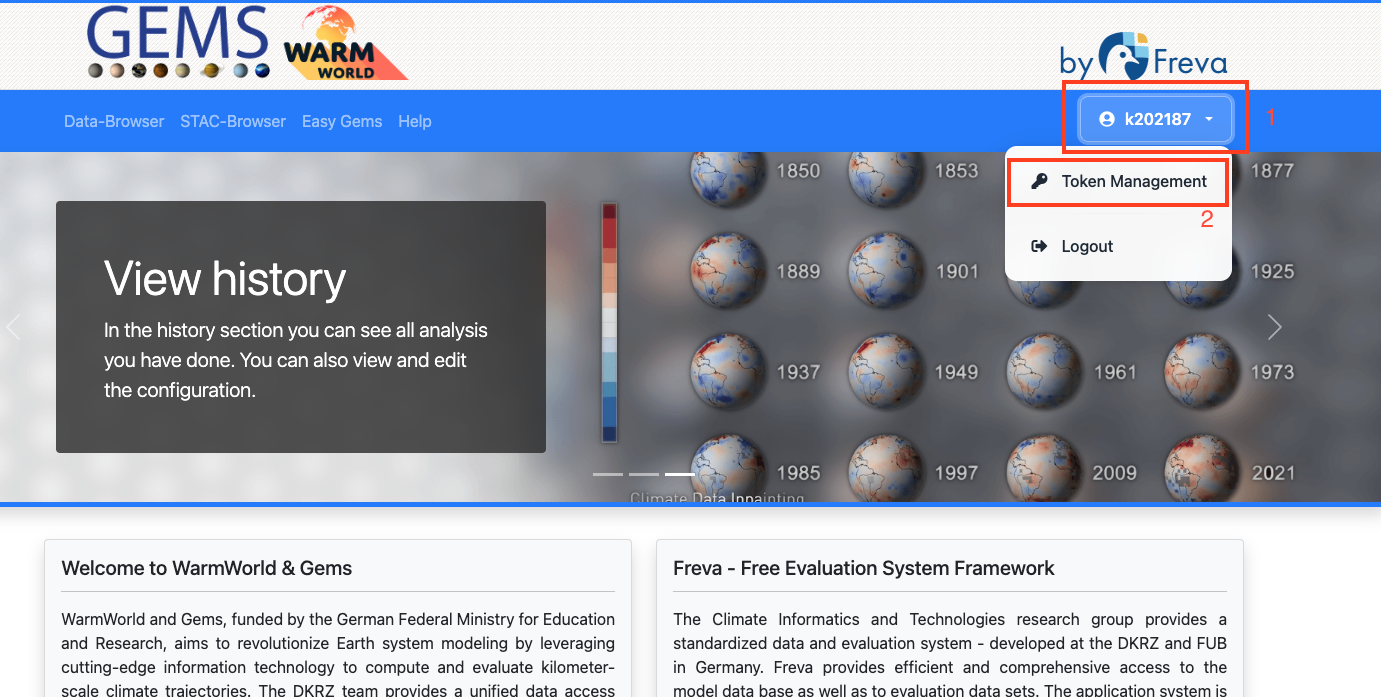 GEMS
WARM
WORLD
by Freva
Data-Browser STAC-Browser Easy Gems Help
k202187
1
Token Management
2
Logout
1850 1853 1877
1889 1901 1925
1937 1949 1961 1973
1985 1997 2009 2021
View history
In the history section you can see all analysis
you have done. You can also view and edit
the configuration.
Climate Data Inpainting
Welcome to WarmWorld & Gems
WarmWorld and Gems, funded by the German Federal Ministry for Education
and Research, aims to revolutionize Earth system modeling by leveraging
cutting-edge information technology to compute and evaluate kilometer-
scale climate trajectories. The DKRZ team provides a unified data access
Freva - Free Evaluation System Framework
The Climate Informatics and Technologies research group provides a
standardized data and evaluation system - developed at the DKRZ and FUB
in Germany. Freva provides efficient and comprehensive access to the
model data base as well as to evaluation data sets. The application system is